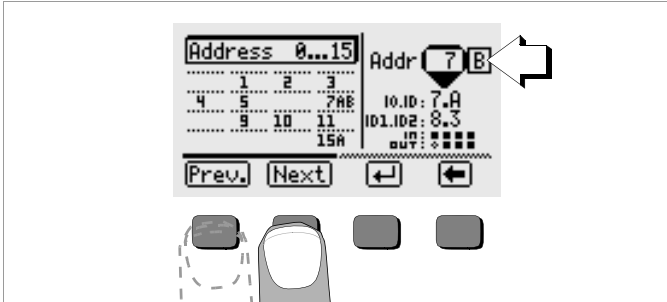 Address 0...15
1 2 3
4 5 7AB
9 10 11
15A
Addr 7 B
IO.ID: 7.A
ID1.ID2: 8.3
IN :
OUT :
Prev. Next